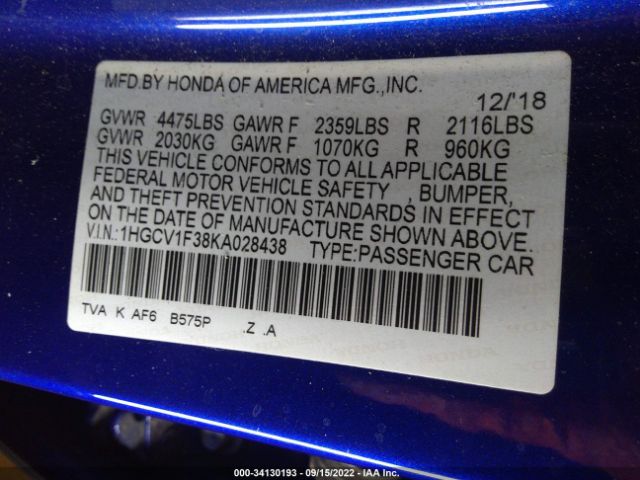 MFD.BY HONDA OF AMERICA MFG.,INC.
12/'18
GVWR 4475LBS GAWR F 2359LBS R 2116LBS
GVWR 2030KG GAWR F 1070KG R 960KG
THIS VEHICLE CONFORMS TO ALL APPLICABLE
FEDERAL MOTOR VEHICLE SAFETY , BUMPER,
AND THEFT PREVENTION STANDARDS IN EFFECT
ON THE DATE OF MANUFACTURE SHOWN ABOVE.
V.I.N.:1HGCV1F38KA028438 TYPE:PASSENGER CAR
TVA K AF6 B575P .Z .A
HONDA HONOR HONDA
000-34130193 - 09/15/2022 - IAA Inc.